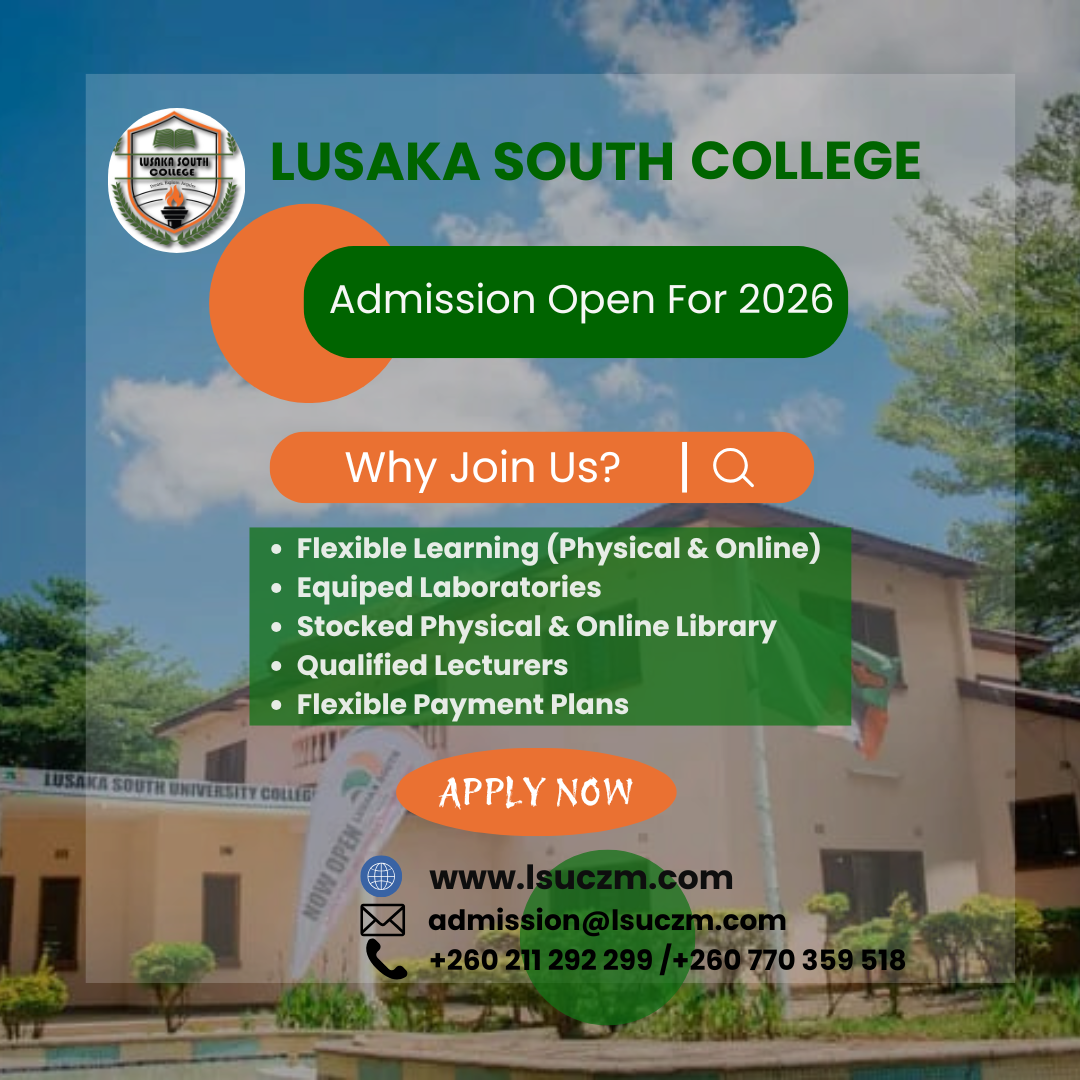 LUSAKA SOUTH
COLLEGE
LUSAKA SOUTH COLLEGE
Admission Open For 2026
Why Join Us?
Flexible Learning (Physical & Online)
Equiped Laboratories
Stocked Physical & Online Library
Qualified Lecturers
Flexible Payment Plans
LUSAKA SOUTH UNIVERSITY COLLEG
NOW OPEN
APPLY NOW
www.lsuczm.com
admission@lsuczm.com
+260 211 292 299 /+260 770 359 518